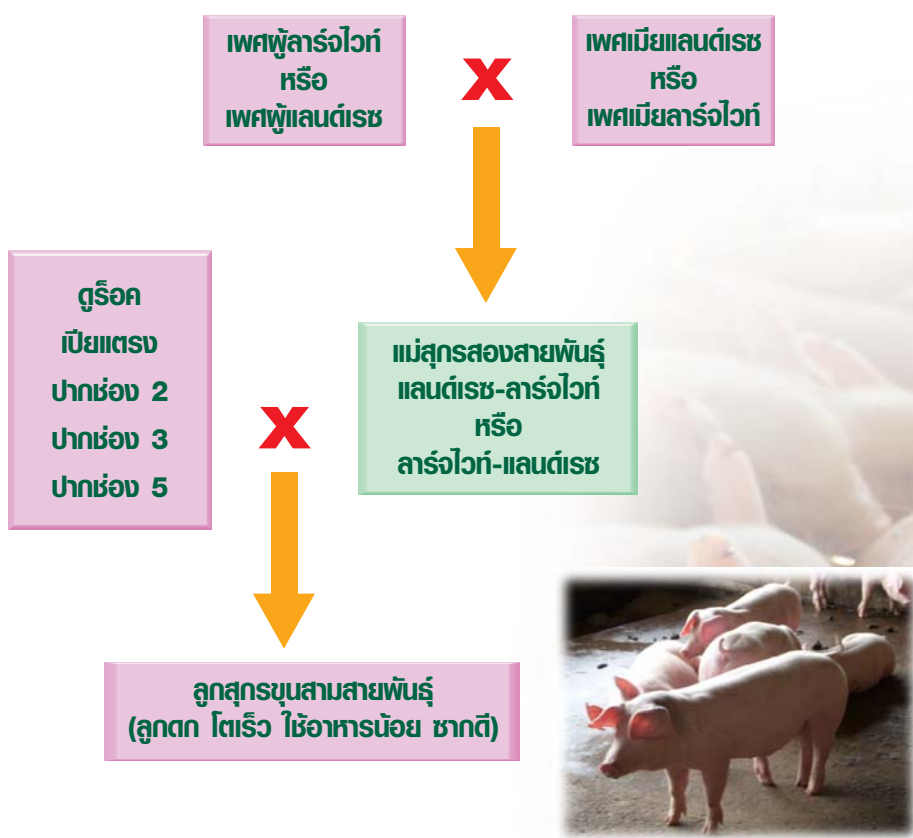 เพศผู้ลาร์จไวท์
หรือ
เพศผู้แลนด์เรซ
X
เพศเมียแลนด์เรซ
หรือ
เพศเมียลาร์จไวท์
ดูร็อค
เปียแตรง
ปากช่อง 2
ปากช่อง 3
ปากช่อง 5
X
แม่สุกรสองสายพันธุ์
แลนด์เรซ-ลาร์จไวท์
หรือ
ลาร์จไวท์-แลนด์เรซ
ลูกสุกรขุนสามสายพันธุ์
(ลูกดก โตเร็ว ใช้อาหารน้อย ซากดี)